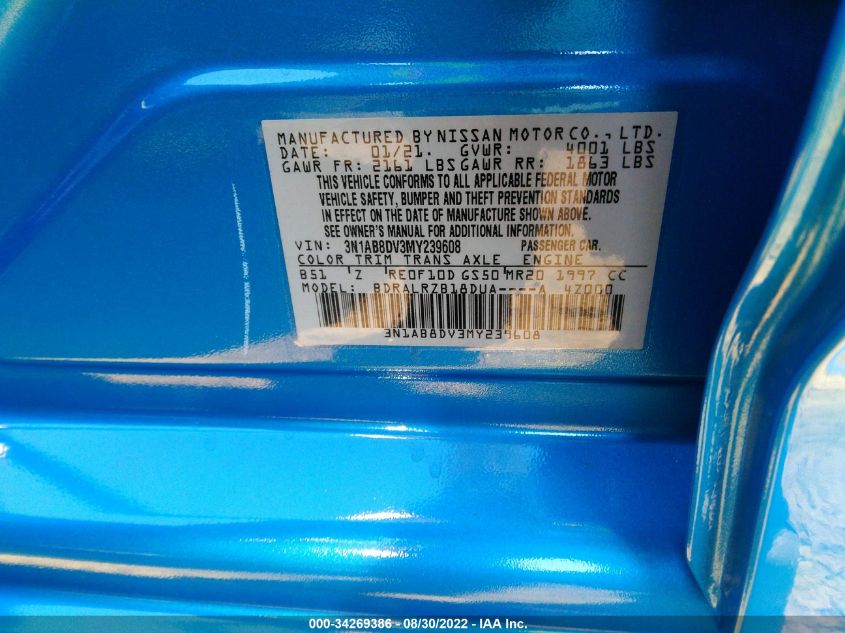 MANUFACTURED BY NISSAN MOTOR CO., LTD.
DATE: 01/21. GVWR: 4001 LBS
GAWR FR: 2161 LBS GAWR RR: 1863 LBS
THIS VEHICLE CONFORMS TO ALL APPLICABLE FEDERAL MOTOR
VEHICLE SAFETY, BUMPER AND THEFT PREVENTION STANDARDS
IN EFFECT ON THE DATE OF MANUFACTURE SHOWN ABOVE.
SEE OWNER'S MANUAL FOR ADDITIONAL INFORMATION.
VIN: 3N1AB8DV3MY239608 PASSENGER CAR.
COLOR TRIM TRANS AXLE ENGINE
B51 Z RE0F10D GS50 MR20 1997 CC
MODEL: BDRALRZB18DUA----A 4Z000
3N1AB8DV3MY239608
000-34269386 - 08/30/2022 - IAA Inc.